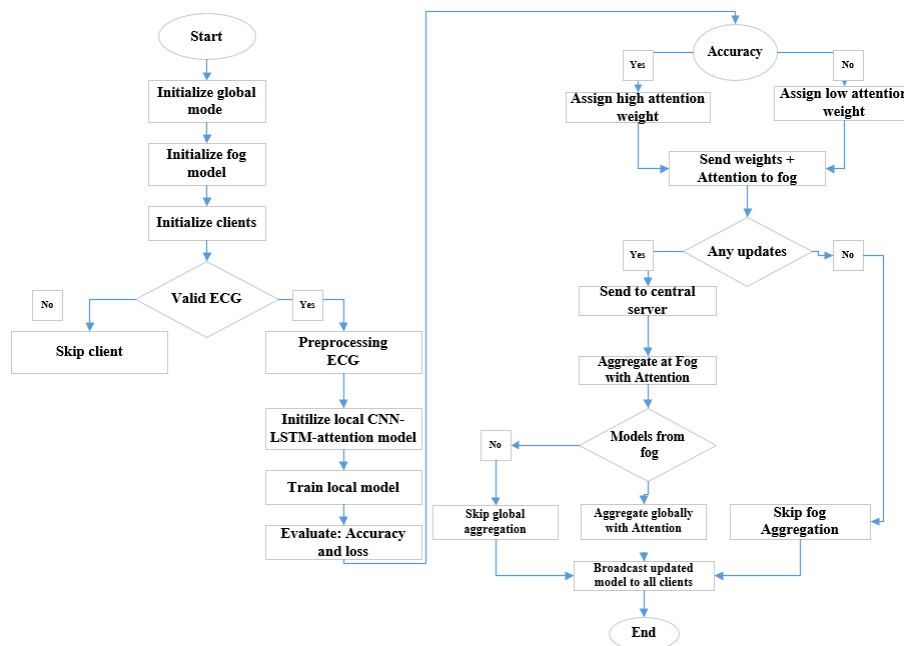 Start
Initialize global
mode
Initialize fog
model
Initialize clients
Valid ECG
No
Yes
Skip client
Preprocessing
ECG
Initilize local CNN-
LSTM-attention model
Train local model
Evaluate: Accuracy
and loss
Accuracy
Yes
No
Assign high attention
weight
Assign low attention
weight
Send weights +
Attention to fog
Any updates
Yes
No
Send to central
server
Aggregate at Fog
with Attention
Models from
fog
No
Skip global
aggregation
Aggregate globally
with Attention
Skip fog
Aggregation
Broadcast updated
model to all clients
End